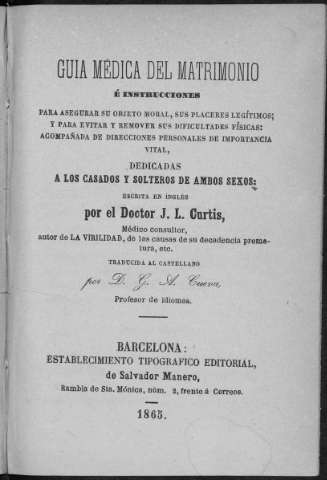 GUIA MÉDICA DEL MATRIMONIO
É INSTRUCCIONES
PARA ASEGURAR SU OBJETO MORAL, SUS PLACERES LEGÍTIMOS;
Y PARA EVITAR Y REMOVER SUS DIFICULTADES FÍSICAS:
ACOMPAÑADA DE DIRECCIONES PERSONALES DE IMPORTANCIA
VITAL,
DEDICADAS
A LOS CASADOS Y SOLTEROS DE AMBOS SEXOS:
ESCRITA EN INGLÉS
por el Doctor J. L. Curtis,
Médico consultor,
autor de LA VIRILIDAD, de las causas de su decadencia prema-
tura, etc.
TRADUCIDA AL CASTELLANO
por D. G. A. Cueva,
Profesor de idiomas.
BARCELONA:
ESTABLECIMIENTO TIPOGRAFICO EDITORIAL,
de Salvador Manero,
Rambla de Sta. Mónica, núm. 2, frente á Correos.
1865.